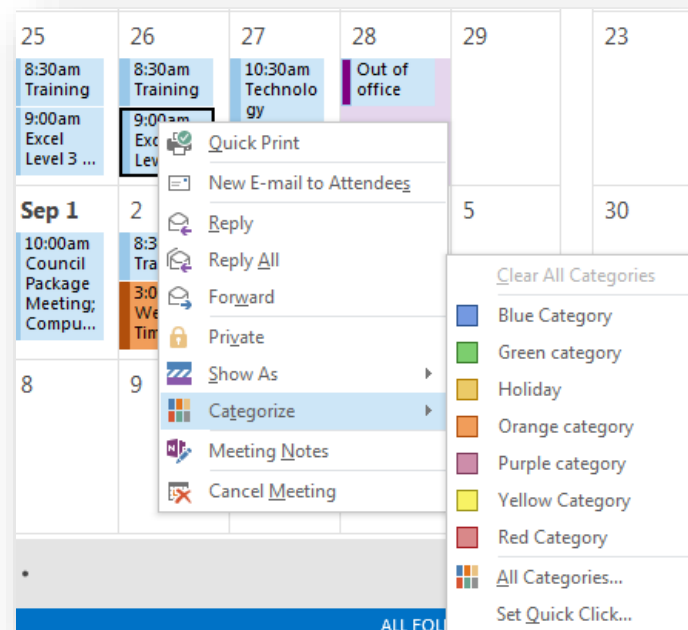 25 26 27 28 29 23
8:30am
Training
9:00am
Excel
Level 3 ...
8:30am
Training
9:00am
10:30am
Technolo
gy
Out of
office
Quick Print
New E-mail to Attendees
Reply
Reply All
Forward
Private
Show As
Categorize
Meeting Notes
Cancel Meeting
Sep 1 2 5 30
10:00am
Council
Package
Meeting;
Compu...
8 9
Clear All Categories
Blue Category
Green category
Holiday
Orange category
Purple category
Yellow Category
Red Category
All Categories...
Set Quick Click...